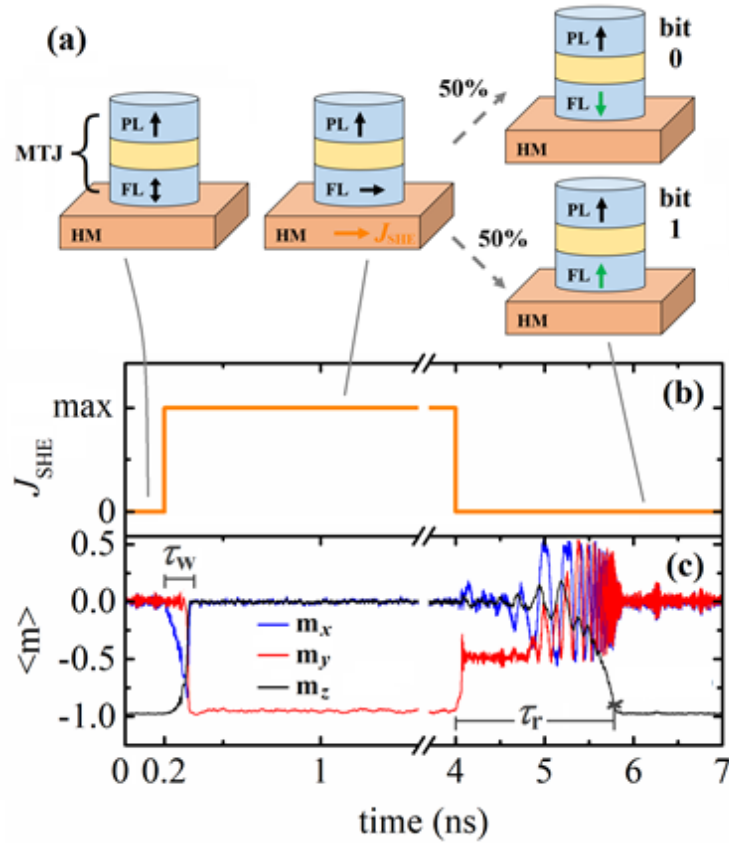 (a)
PL
MTJ
FL
HM
PL
FL
HM
J_SHE
50%
50%
PL
FL
HM
bit
0
PL
FL
HM
bit
1
(b)
max
0
J_SHE
(c)
τ_w
0.5
0.0
-0.5
-1.0
<m>
m_x
m_y
m_z
τ_r
0 0.2 1 4 5 6 7
time (ns)